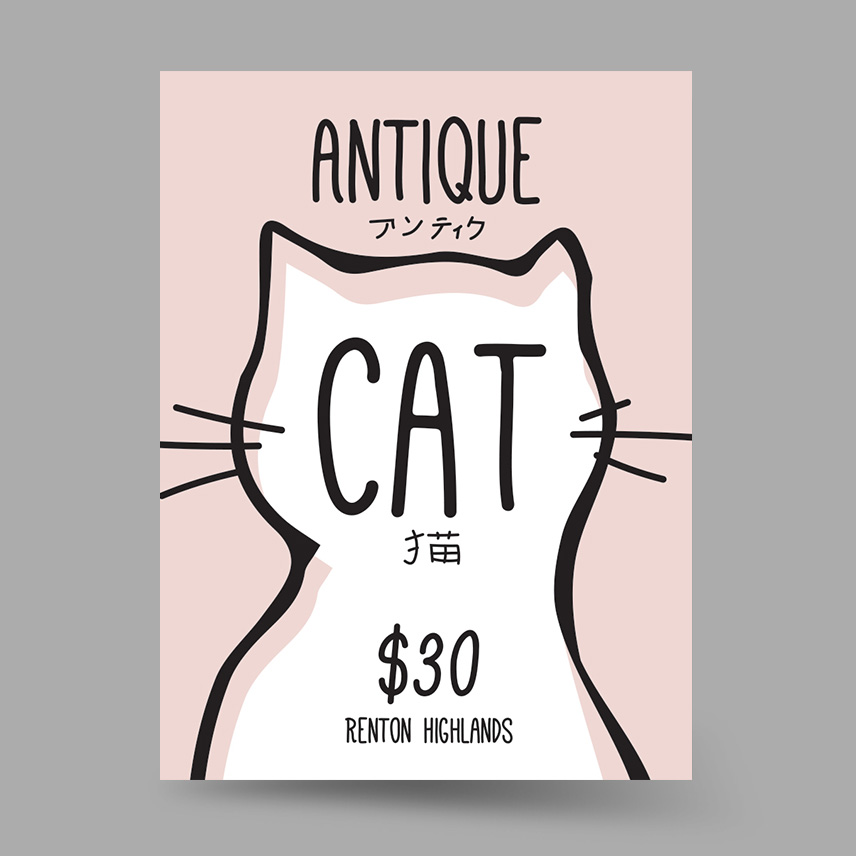 ANTIQUE
アンティク
CAT
猫
$30
RENTON HIGHLANDS